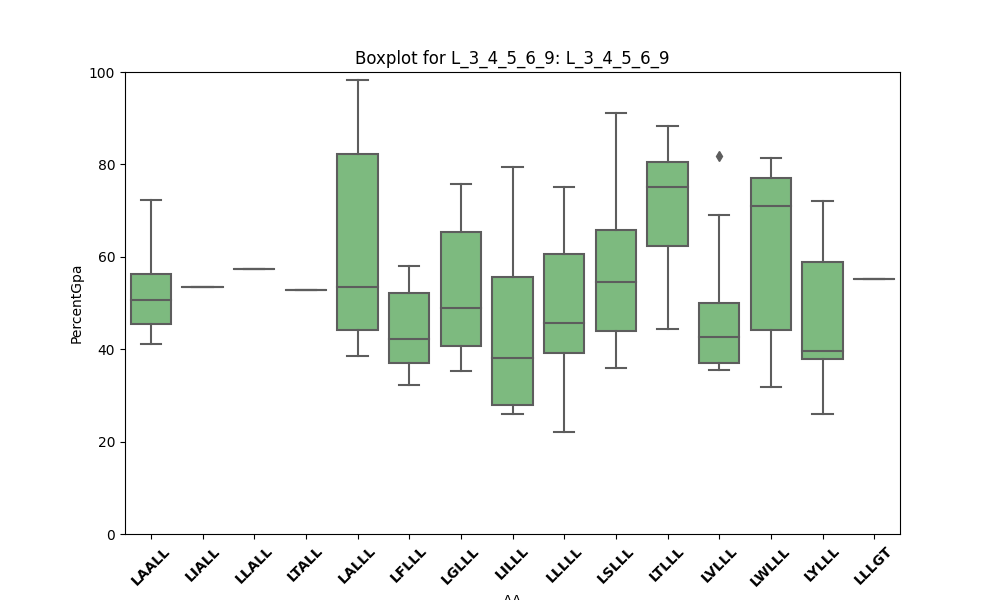 Boxplot for L_3_4_5_6_9: L_3_4_5_6_9
PercentGpa
100
80
60
40
20
0
LAALL
LIALL
LLALL
LTALL
LALLL
LFLLL
LGLLL
LILLL
LLLLL
LSLLL
LTLLL
LVLLL
LWLLL
LYLLL
LLLGT
AA